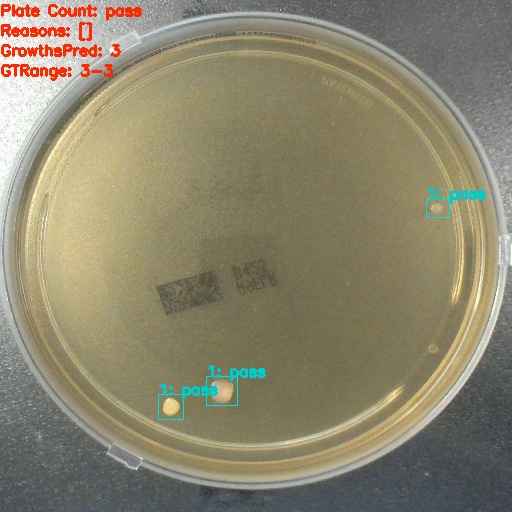 Plate Count: pass
Reasons: []
GrowthsPred: 3
GTRange: 3-3
1: pass
1: pass
1: pass